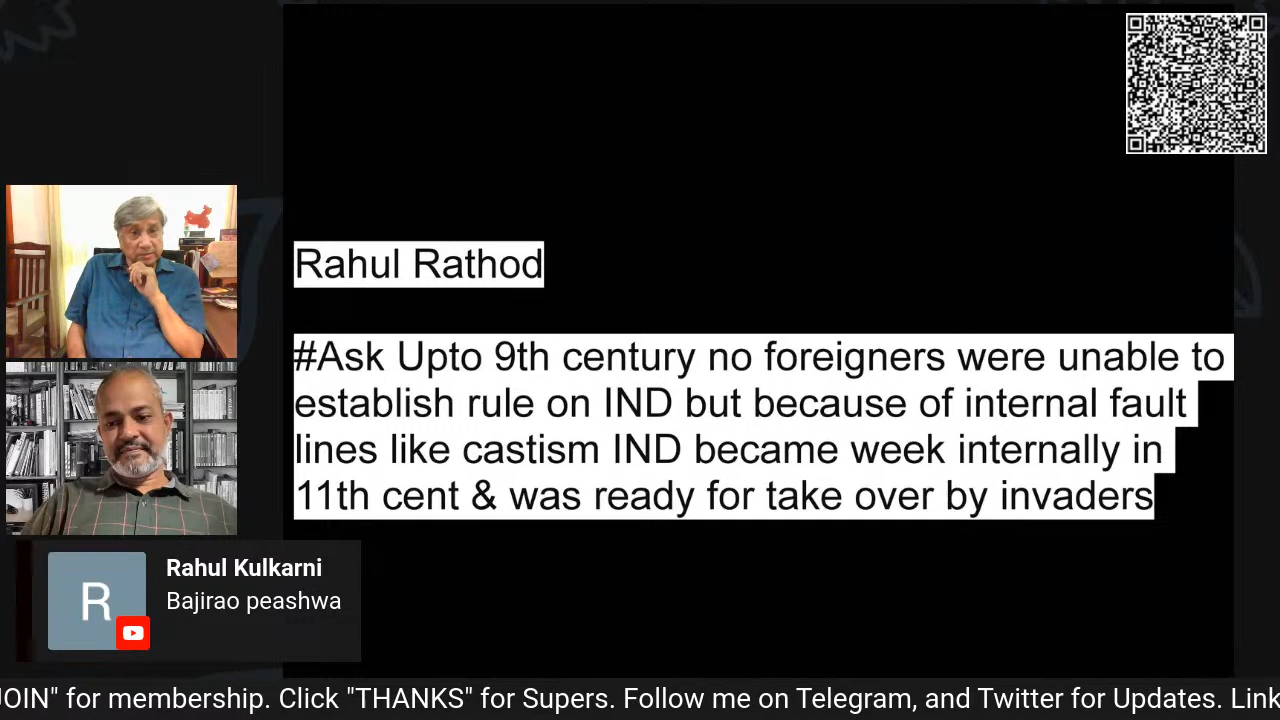 Rahul Rathod
#Ask Upto 9th century no foreigners were unable to
establish rule on IND but because of internal fault
lines like castism IND became week internally in
11th cent & was ready for take over by invaders
R
Rahul Kulkarni
Bajirao peashwa
JOIN" for membership. Click "THANKS" for Supers. Follow me on Telegram, and Twitter for Updates. Link